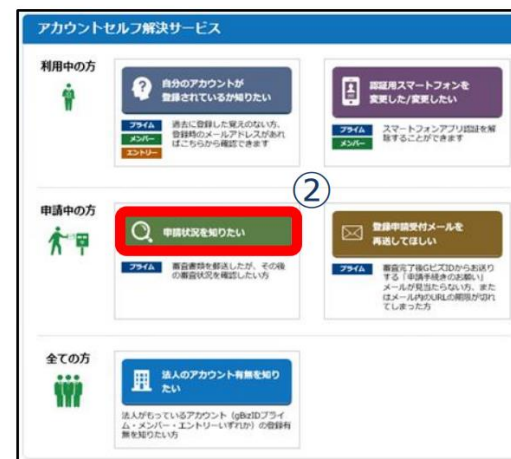 アカウントセルフ解決サービス
利用中の方
自分のアカウントが
登録されているか知りたい
プライム
メンバー
エントリー
過去に登録した覚えのない方、
登録時のメールアドレスがあれ
ばこちらから確認できます
認証用スマートフォンを
変更した/変更したい
プライム
メンバー
スマートフォンアプリ認証を解
除することができます
②
申請中の方
申請状況を知りたい
プライム
審査書類を郵送したが、その後
の審査状況を確認したい方
登録申請受付メールを
再送してほしい
プライム
審査完了後GビズIDからお送り
する「申請手続きのお願い」
メールが見当たらない方、また
はメール内のURLの期限が切れ
てしまった方
全ての方
法人のアカウント有無を知り
たい
法人がもっているアカウント（gBizIDプライ
ム・メンバー・エントリーいずれか）の登録有
無を知りたい方